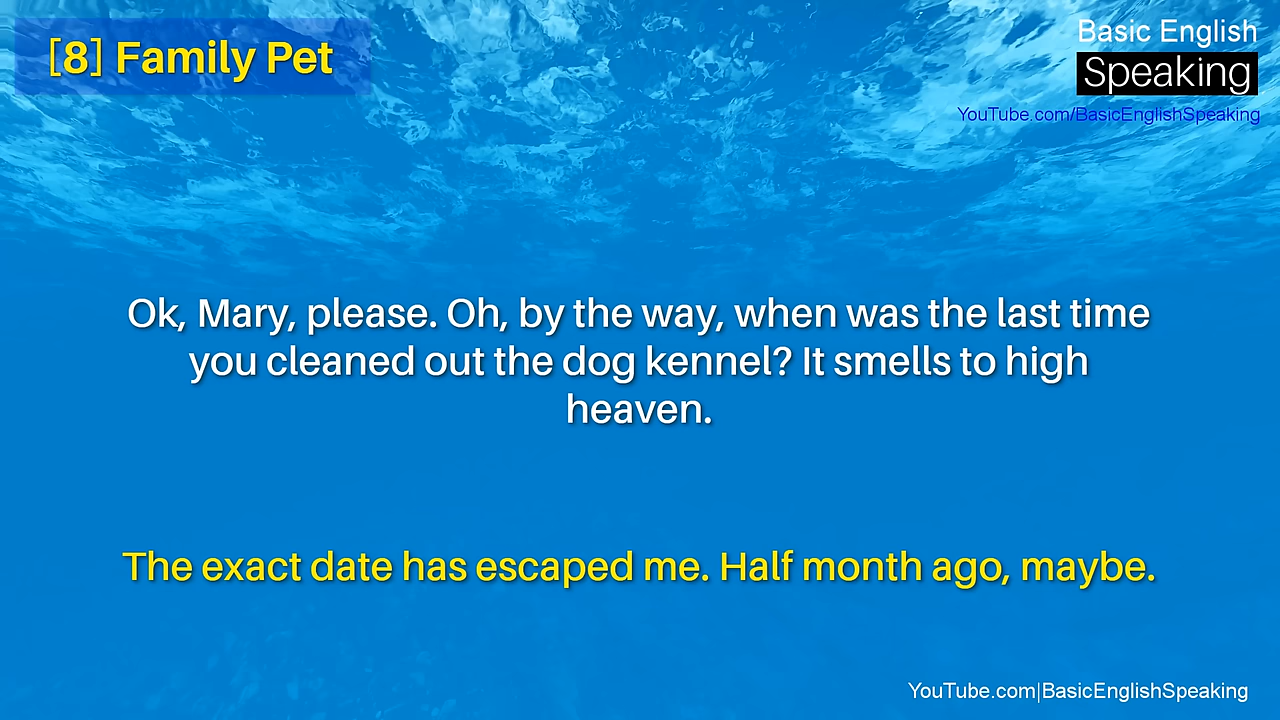 [8] Family Pet
Basic English
Speaking
YouTube.com/BasicEnglishSpeaking
Ok, Mary, please. Oh, by the way, when was the last time
you cleaned out the dog kennel? It smells to high
heaven.
The exact date has escaped me. Half month ago, maybe.
YouTube.com|BasicEnglishSpeaking